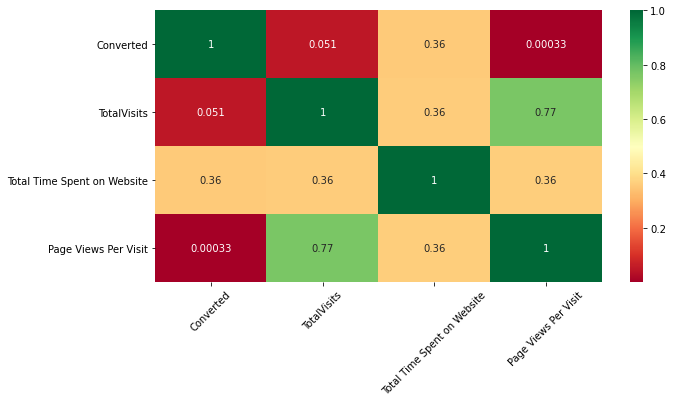 Converted 1 0.051 0.36 0.00033
TotalVisits 0.051 1 0.36 0.77
Total Time Spent on Website 0.36 0.36 1 0.36
Page Views Per Visit 0.00033 0.77 0.36 1
Converted
TotalVisits
Total Time Spent on Website
Page Views Per Visit
1.0
0.8
0.6
0.4
0.2